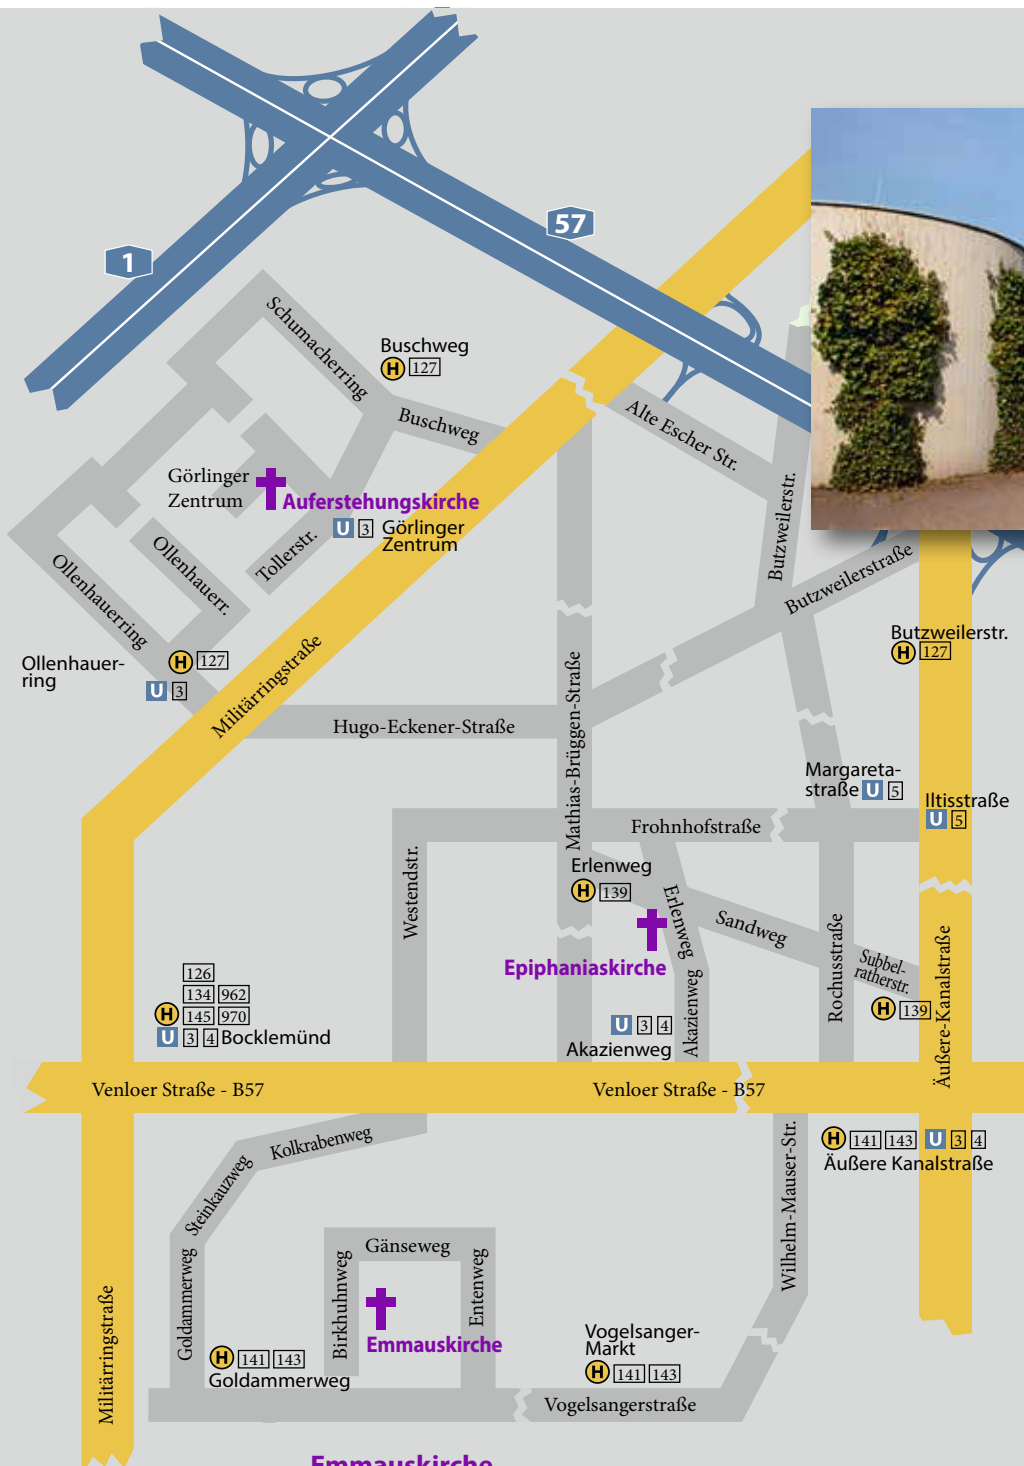 57
1
Schumacherring
Buschweg
H 127
Buschweg
Alte Escher Str.
Görlinger
Zentrum
Auferstehungskirche
U 3 Görlinger
Zentrum
Tollerstr.
Ollenhauerr.
Ollenhauerring
Butzweilerstr.
Butzweilerstraße
Butzweilerstr.
H 127
Ollenhauer-
ring
H 127
U 3
Militärringstraße
Hugo-Eckener-Straße
Mathias-Brüggen-Straße
Margareta-
straße U 5
Iltisstraße
U 5
Frohnhofstraße
Westendstr.
Erlenweg
H 139
Erlenweg
Sandweg
Epiphaniaskirche
Rochusstraße
Subbel-
ratherstr.
H 139
Äußere-Kanalstraße
Akazienweg
U 3 4
Akazienweg
126
134 962
H 145 970
U 3 4 Bocklemünd
Venloer Straße - B57
Venloer Straße - B57
Kolkrabenweg
Steinkauzweg
Goldammerweg
H 141 143 U 3 4
Äußere Kanalstraße
Wilhelm-Mauser-Str.
Gänseweg
Birkhuhnweg
Entenweg
Emmauskirche
Militärringstraße
H 141 143
Goldammerweg
Vogelsanger-
Markt
H 141 143
Vogelsangerstraße
Emmauskirche